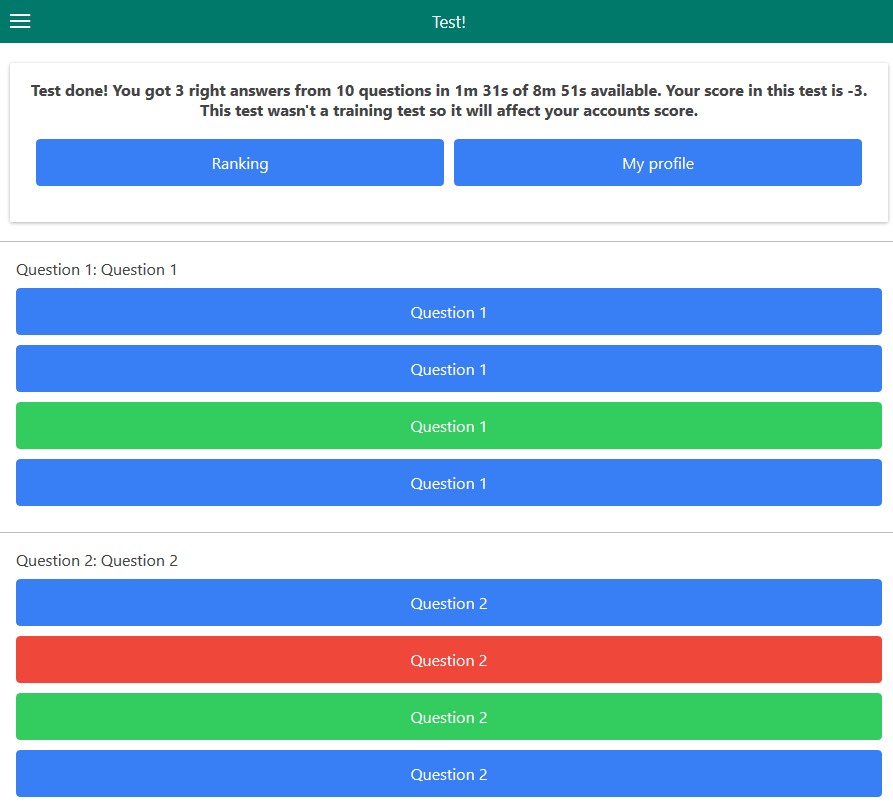 Test!
Test done! You got 3 right answers from 10 questions in 1m 31s of 8m 51s available. Your score in this test is -3.
This test wasn't a training test so it will affect your accounts score.
Ranking
My profile
Question 1: Question 1
Question 1
Question 1
Question 1
Question 1
Question 2: Question 2
Question 2
Question 2
Question 2
Question 2